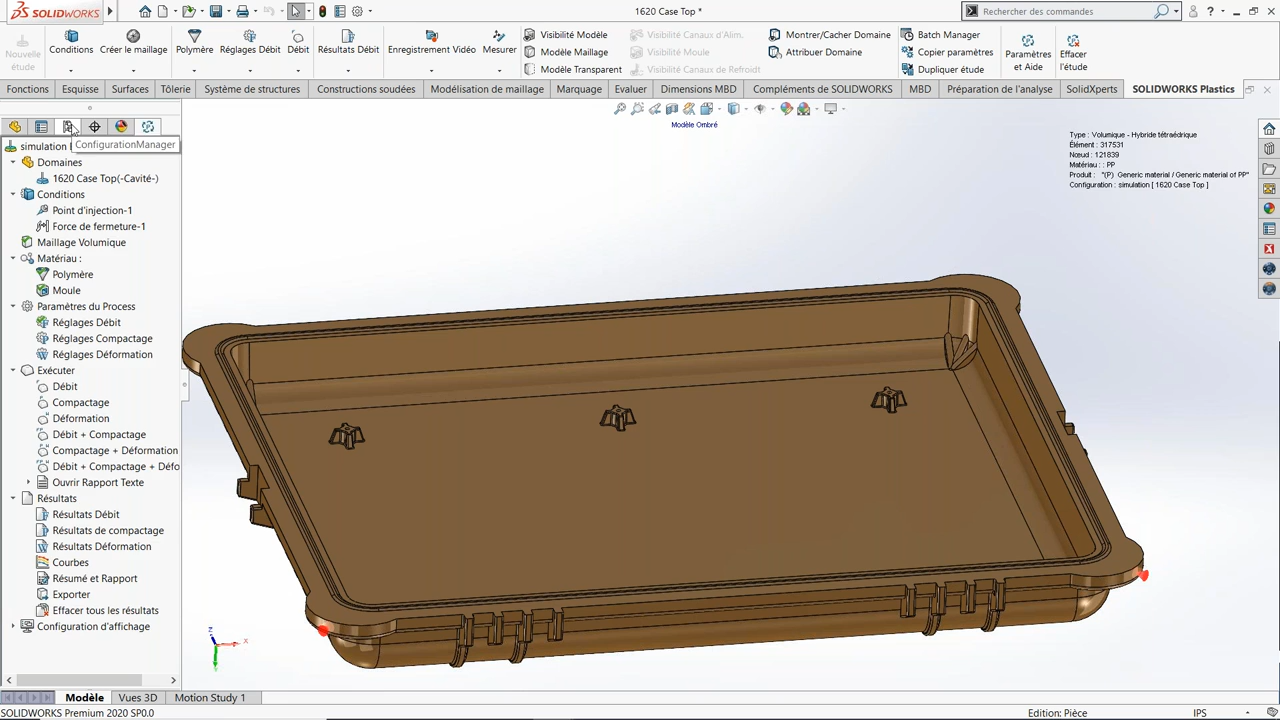 SOLIDWORKS
1620 Case Top *
Rechercher des commandes
Nouvelle étude
Conditions
Créer le maillage
Polymère
Réglages Débit
Débit
Résultats Débit
Enregistrement Vidéo
Mesurer
Visibilité Modèle
Modèle Maillage
Modèle Transparent
Visibilité Canaux d'Alim.
Visibilité Moule
Visibilité Canaux de Refroidt
Montrer/Cacher Domaine
Attribuer Domaine
Batch Manager
Copier paramètres
Dupliquer étude
Paramètres et Aide
Effacer l'étude
Fonctions
Esquisse
Surfaces
Tôlerie
Système de structures
Constructions soudées
Modélisation de maillage
Marquage
Evaluer
Dimensions MBD
Compléments de SOLIDWORKS
MBD
Préparation de l'analyse
SolidXperts
SOLIDWORKS Plastics
Modèle Ombré
ConfigurationManager
simulation
Domaines
1620 Case Top(-Cavité-)
Conditions
Point d'injection-1
Force de fermeture-1
Maillage Volumique
Matériau :
Polymère
Moule
Paramètres du Process
Réglages Débit
Réglages Compactage
Réglages Déformation
Exécuter
Débit
Compactage
Déformation
Débit + Compactage
Compactage + Déformation
Débit + Compactage + Défo
Ouvrir Rapport Texte
Résultats
Résultats Débit
Résultats de compactage
Résultats Déformation
Courbes
Résumé et Rapport
Exporter
Effacer tous les résultats
Configuration d'affichage
Type : Volumique - Hybride tétraédrique
Élément : 317531
Nœud : 121839
Matériau : : PP
Produit : "(P) Generic material / Generic material of PP"
Configuration : simulation [ 1620 Case Top ]
z
x
Modèle
Vues 3D
Motion Study 1
SOLIDWORKS Premium 2020 SP0.0
Edition: Pièce
IPS